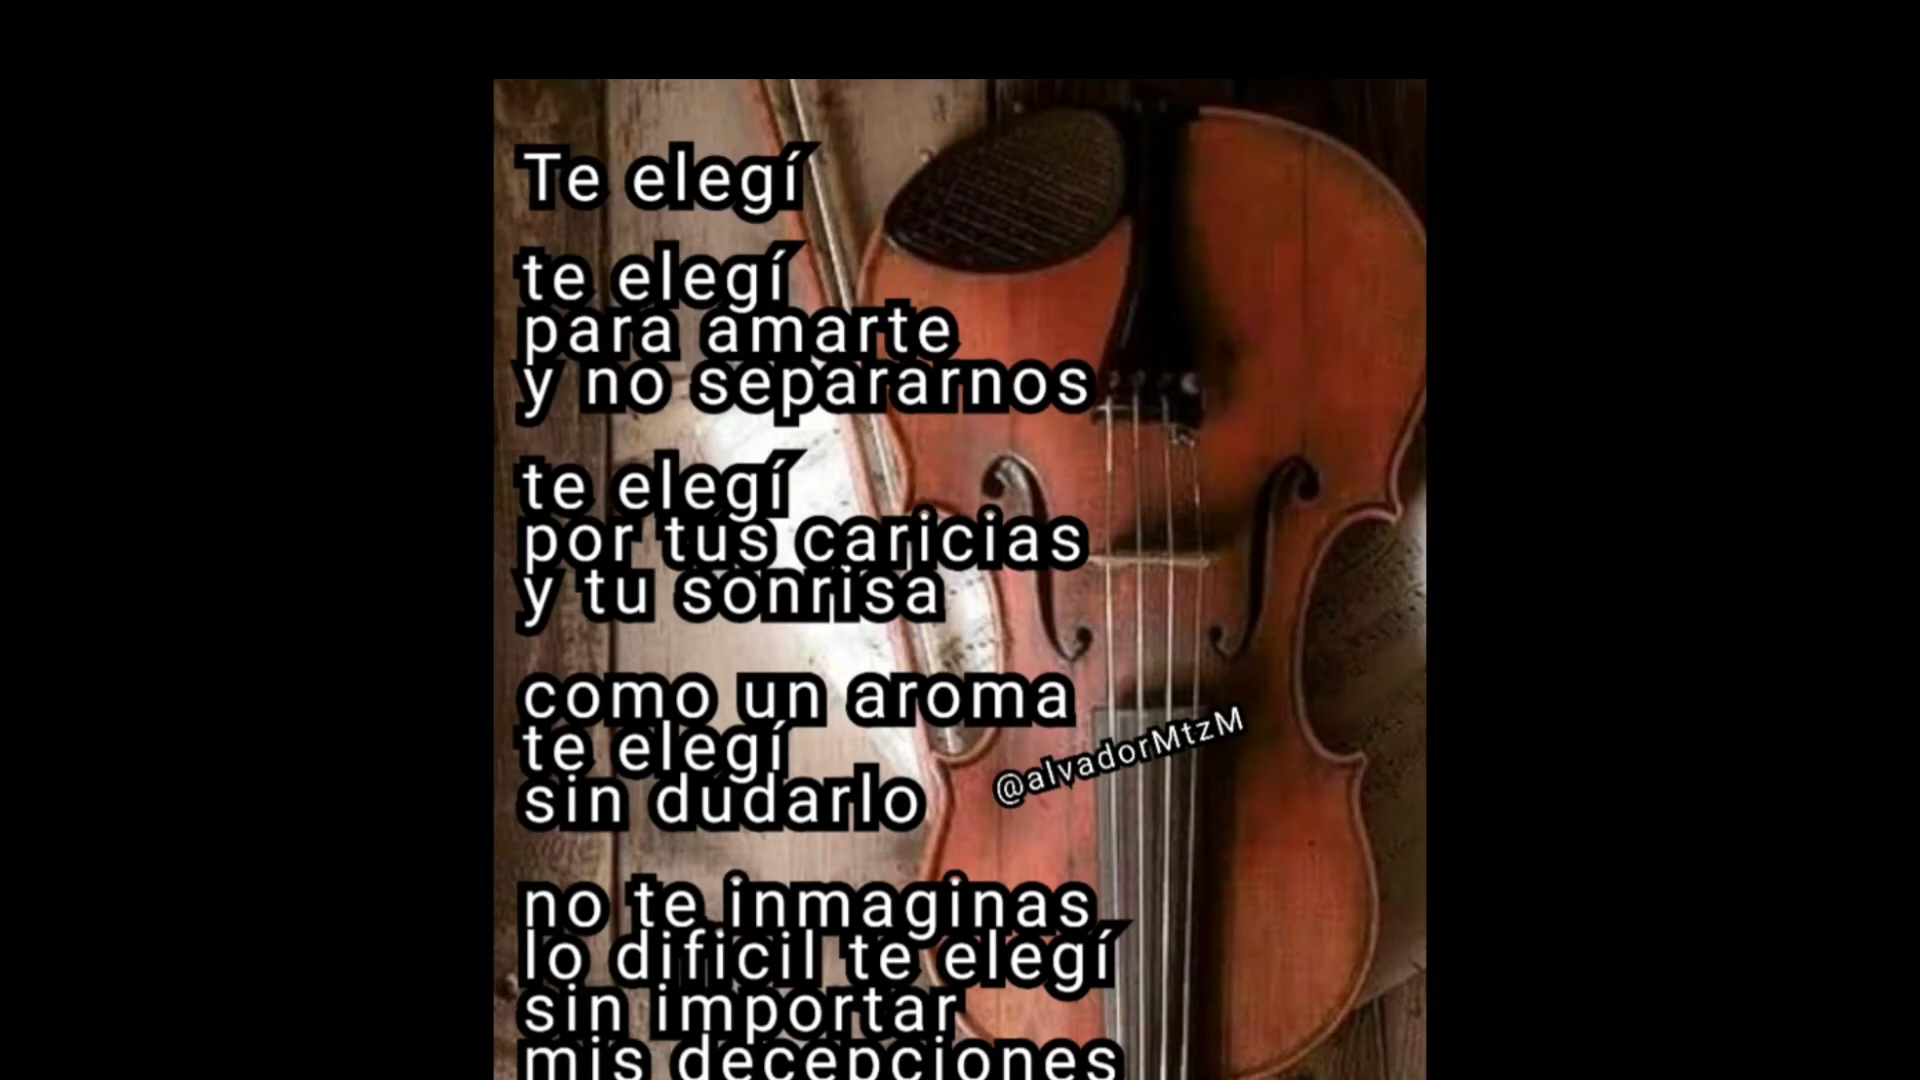 Te elegí
te elegí
para amarte
y no separarnos
te elegí
por tus caricias
y tu sonrisa
como un aroma
te elegí
sin dudarlo
@alvadorMtzM
no te inmaginas
lo dificil te elegí
sin importar
mis decepciones